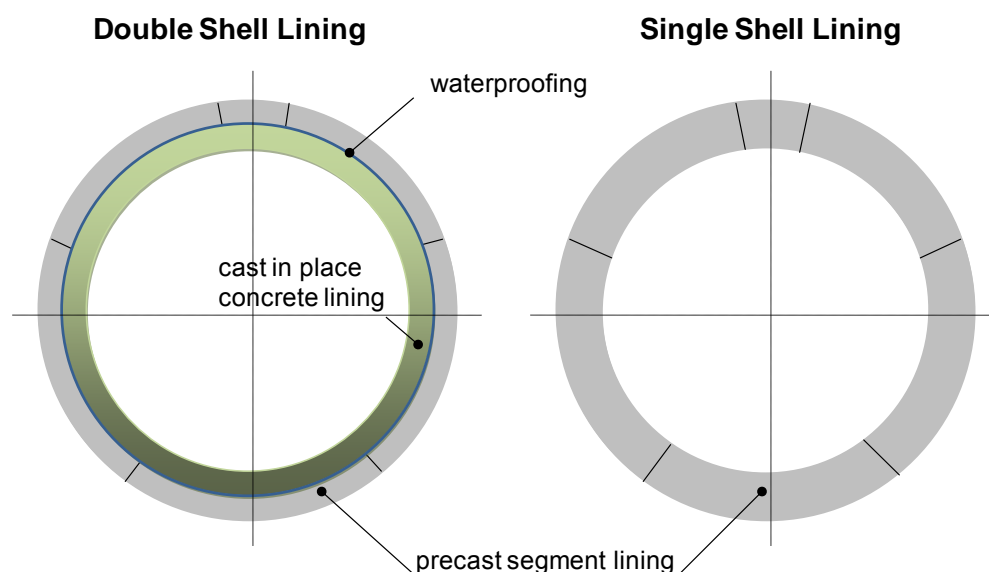 Double Shell Lining
Single Shell Lining
waterproofing
cast in place
concrete lining
precast segment lining